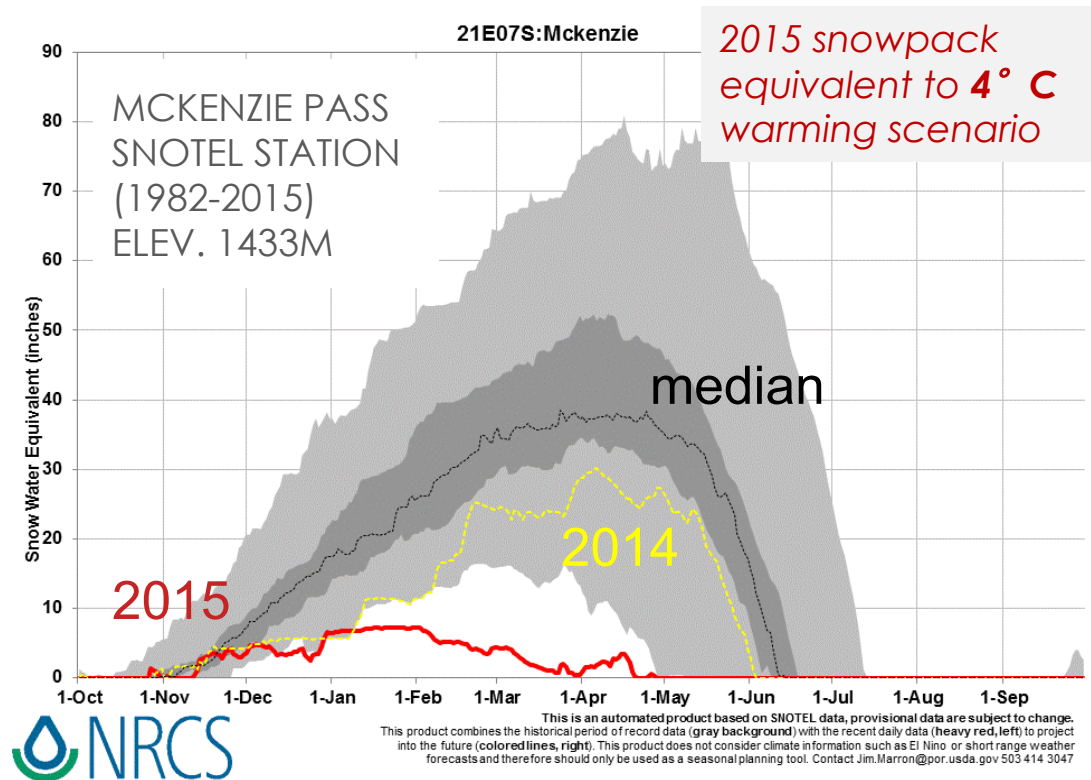 21E07S:Mckenzie
2015 snowpack
equivalent to 4° C
warming scenario
MCKENZIE PASS
SNOTEL STATION
(1982-2015)
ELEV. 1433M
Snow Water Equivalent (inches)
90
80
70
60
50
40
30
20
10
0
median
2014
2015
1-Oct 1-Nov 1-Dec 1-Jan 1-Feb 1-Mar 1-Apr 1-May 1-Jun 1-Jul 1-Aug 1-Sep
NRCS
This is an automated product based on SNOTEL data, provisional data are subject to change.
This product combines the historical period of record data (gray background) with the recent daily data (heavy red, left) to project
into the future (colored lines, right). This product does not consider climate information such as El Nino or short range weather
forecasts and therefore should only be used as a seasonal planning tool. Contact Jim.Marron@por.usda.gov 503 414 3047